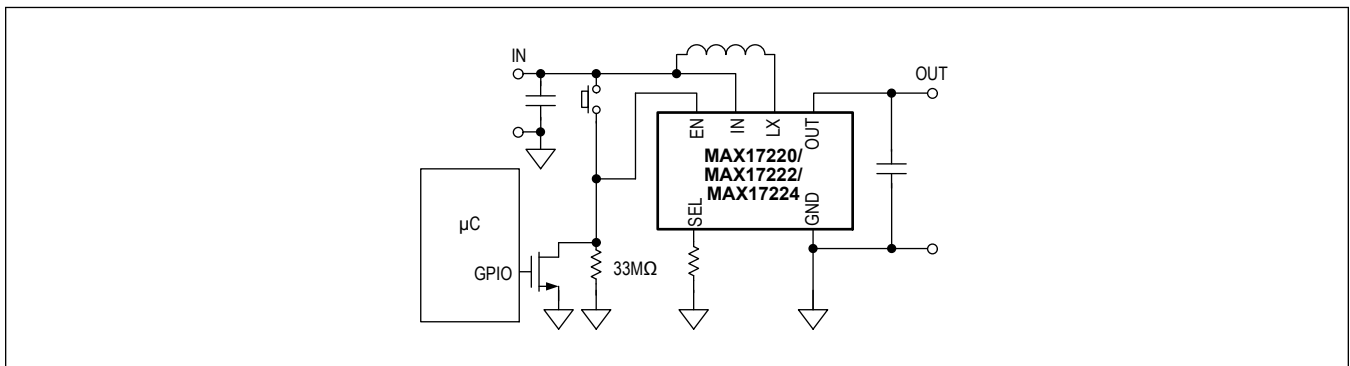 IN
OUT
EN
IN
LX
OUT
MAX17220/
MAX17222/
MAX17224
SEL
GND
µC
GPIO
33MΩ